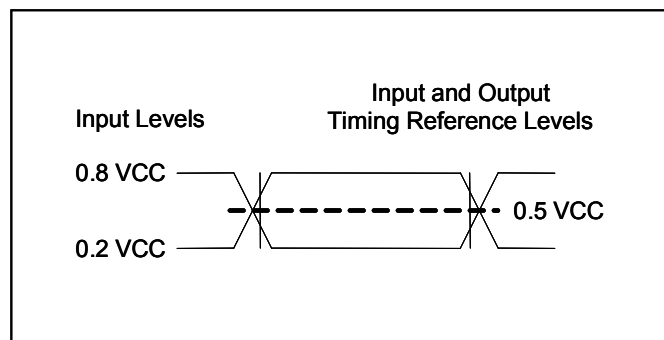 Input and Output
Timing Reference Levels
Input Levels
0.8 VCC
0.5 VCC
0.2 VCC